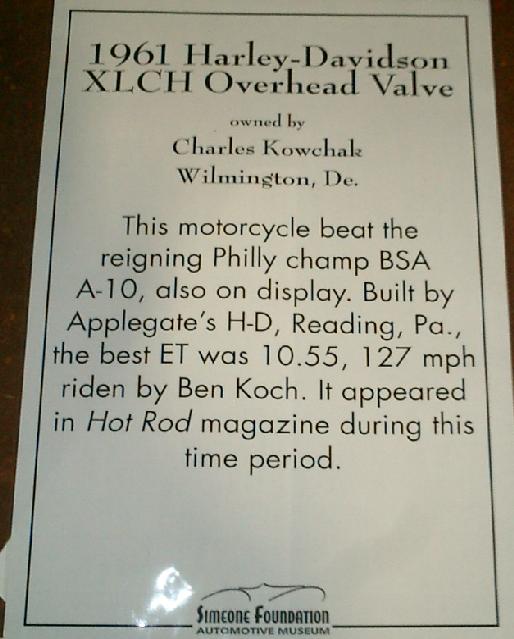 1961 Harley-Davidson
XLCH Overhead Valve
owned by
Charles Kowchak
Wilmington, De.
This motorcycle beat the
reigning Philly champ BSA
A-10, also on display. Built by
Applegate's H-D, Reading, Pa.,
the best ET was 10.55, 127 mph
riden by Ben Koch. It appeared
in Hot Rod magazine during this
time period.
SIMEONE FOUNDATION
AUTOMOTIVE MUSEUM